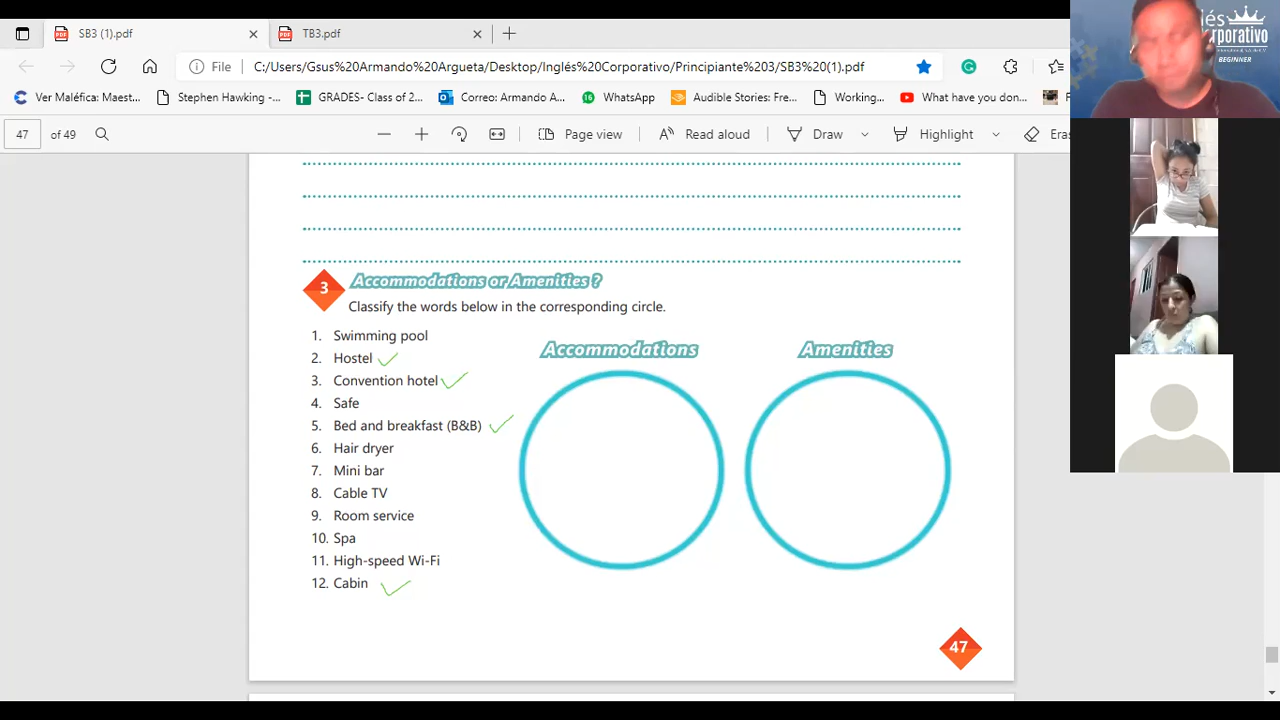 SB3 (1).pdf
TB3.pdf
File
C:/Users/Gsus%20Armando%20Argueta/Desktop/Inglés%20Corporativo/Principiante%203/SB3%20(1).pdf
Ver Maléfica: Maest...
Stephen Hawking -...
GRADES- Class of 2...
Correo: Armando A...
WhatsApp
Audible Stories: Fre...
Working...
What have you don...
47 of 49
Page view
Read aloud
Draw
Highlight
3 Accommodations or Amenities ?
Classify the words below in the corresponding circle.
1. Swimming pool
2. Hostel
3. Convention hotel
4. Safe
5. Bed and breakfast (B&B)
6. Hair dryer
7. Mini bar
8. Cable TV
9. Room service
10. Spa
11. High-speed Wi-Fi
12. Cabin
Accommodations
Amenities
47
BEGINNER